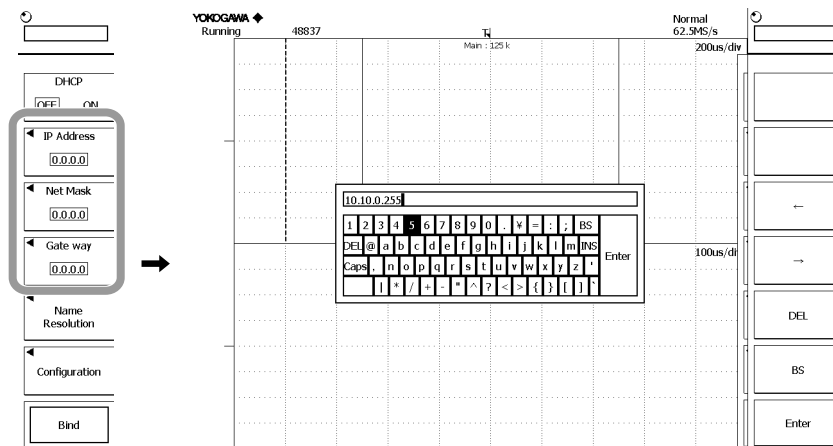 DHCP
OFF ON
IP Address
0.0.0.0
Net Mask
0.0.0.0
Gate way
0.0.0.0
Name
Resolution
Configuration
Bind
YOKOGAWA ◆
Running 48837
T
Normal
62.5MS/s
Main : 125 k
200us/div
10.10.0.255
1 2 3 4 5 6 7 8 9 0 . ¥ = : ; BS
DEL @ a b c d e f g h i j k l m INS
Caps , n o p q r s t u v w x y z '
| * / + - " ^ ? < > { } [ ] `
Enter
100us/div
←
→
DEL
BS
Enter